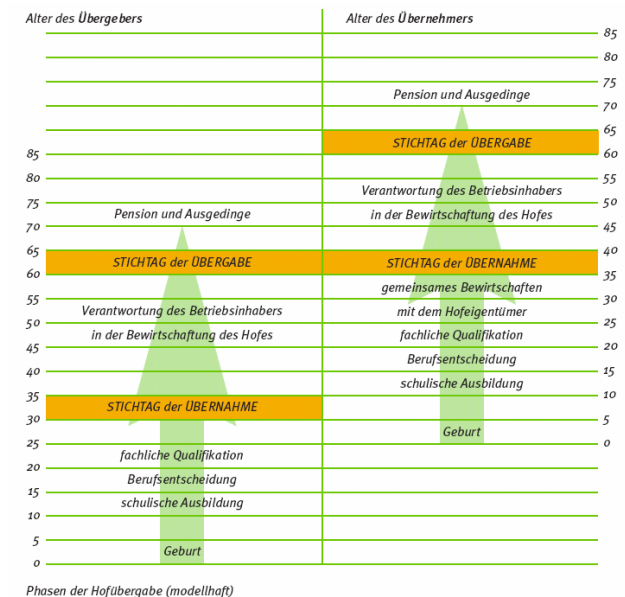 Alter des Übergebers
Alter des Übernehmers
85
80
75
Pension und Ausgedinge
70
65
STICHTAG der ÜBERGABE
85
60
80
55
Verantwortung des Betriebsinhabers
75
50
Pension und Ausgedinge
in der Bewirtschaftung des Hofes
70
45
65
40
STICHTAG der ÜBERGABE
STICHTAG der ÜBERNAHME
60
35
gemeinsames Bewirtschaften
55
30
Verantwortung des Betriebsinhabers
mit dem Hofeigentümer
50
25
in der Bewirtschaftung des Hofes
fachliche Qualifikation
45
20
Berufsentscheidung
40
15
schulische Ausbildung
35
10
STICHTAG der ÜBERNAHME
30
5
Geburt
25
0
fachliche Qualifikation
20
Berufsentscheidung
15
schulische Ausbildung
10
5
Geburt
0
Phasen der Hofübergabe (modellhaft)